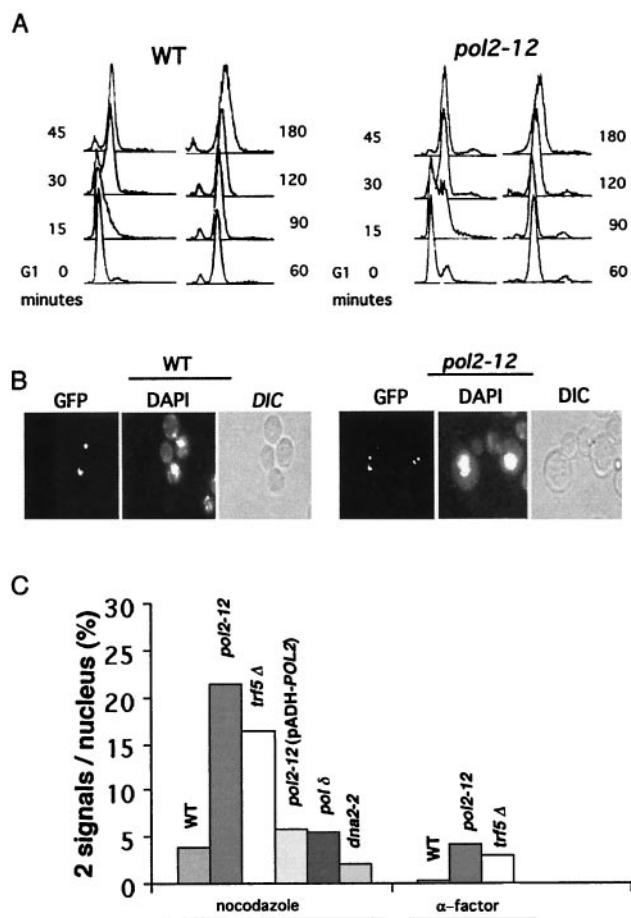 A
WT
pol2-12
45
180
45
180
30
120
30
120
15
90
15
90
G1 0
60
G1 0
60
minutes
minutes
B
WT
pol2-12
GFP
DAPI
DIC
GFP
DAPI
DIC
C
2 signals / nucleus (%)
30
25
20
15
10
5
0
WT
pol2-12
trf5 Δ
pol2-12 (pADH-POL2)
pol δ
dna2-2
WT
pol2-12
trf5 Δ
nocodazole
α-factor